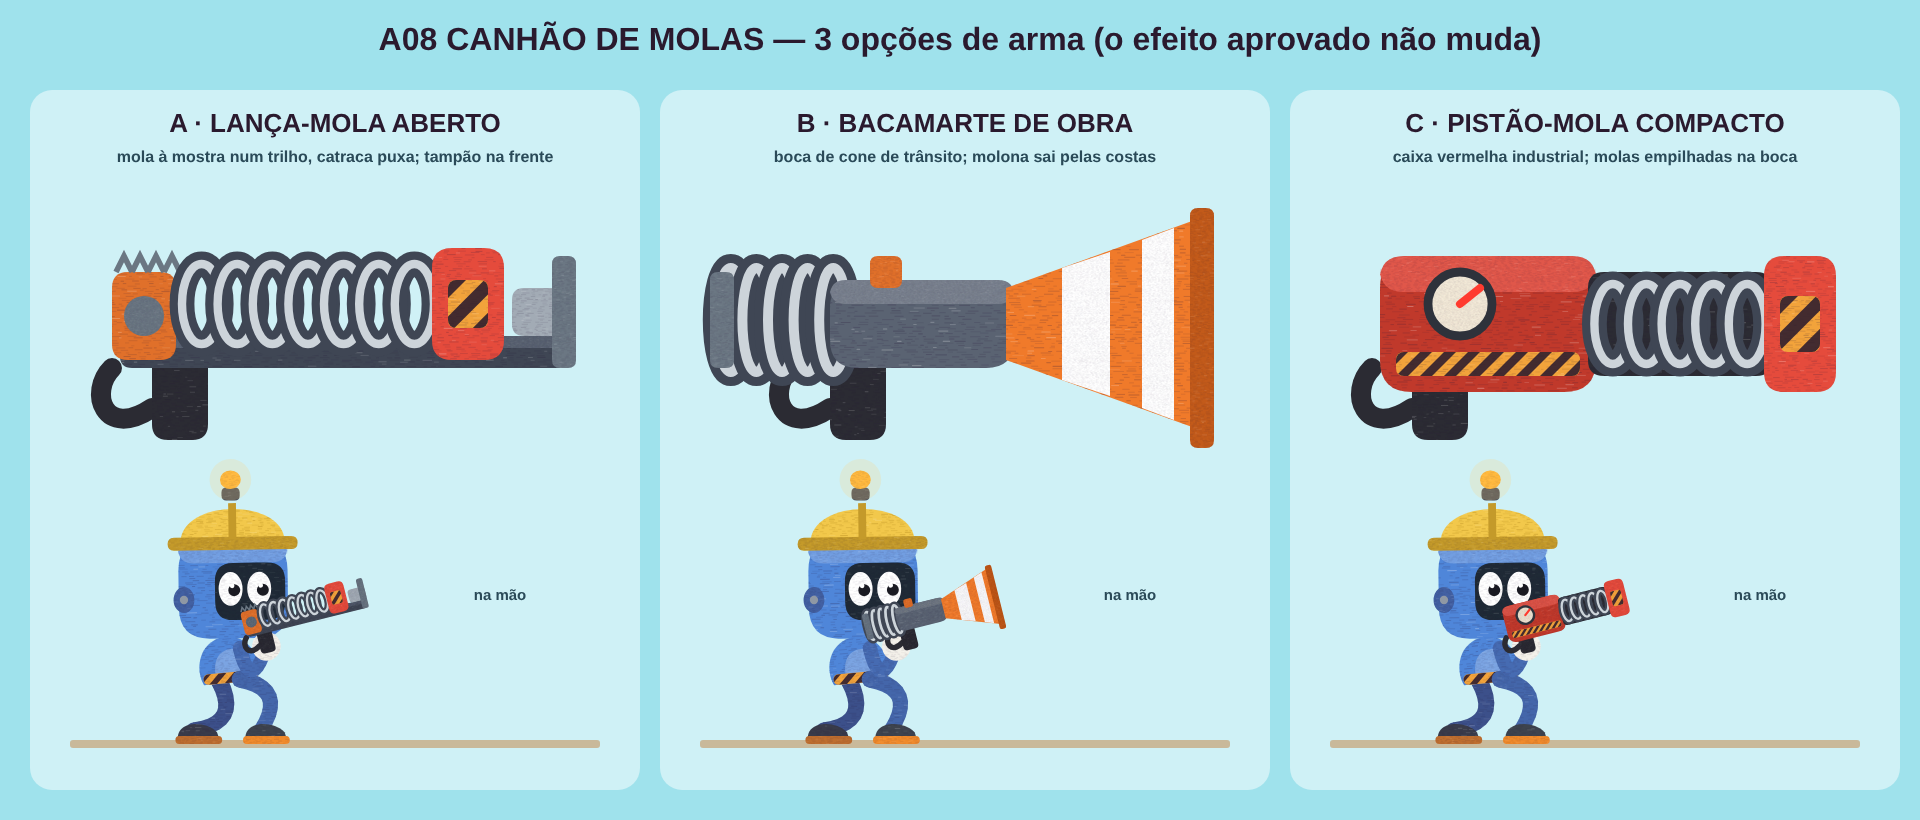 A08 CANHÃO DE MOLAS — 3 opções de arma (o efeito aprovado não muda)
A · LANÇA-MOLA ABERTO
mola à mostra num trilho, catraca puxa; tampão na frente
na mão
B · BACAMARTE DE OBRA
boca de cone de trânsito; molona sai pelas costas
na mão
C · PISTÃO-MOLA COMPACTO
caixa vermelha industrial; molas empilhadas na boca
na mão